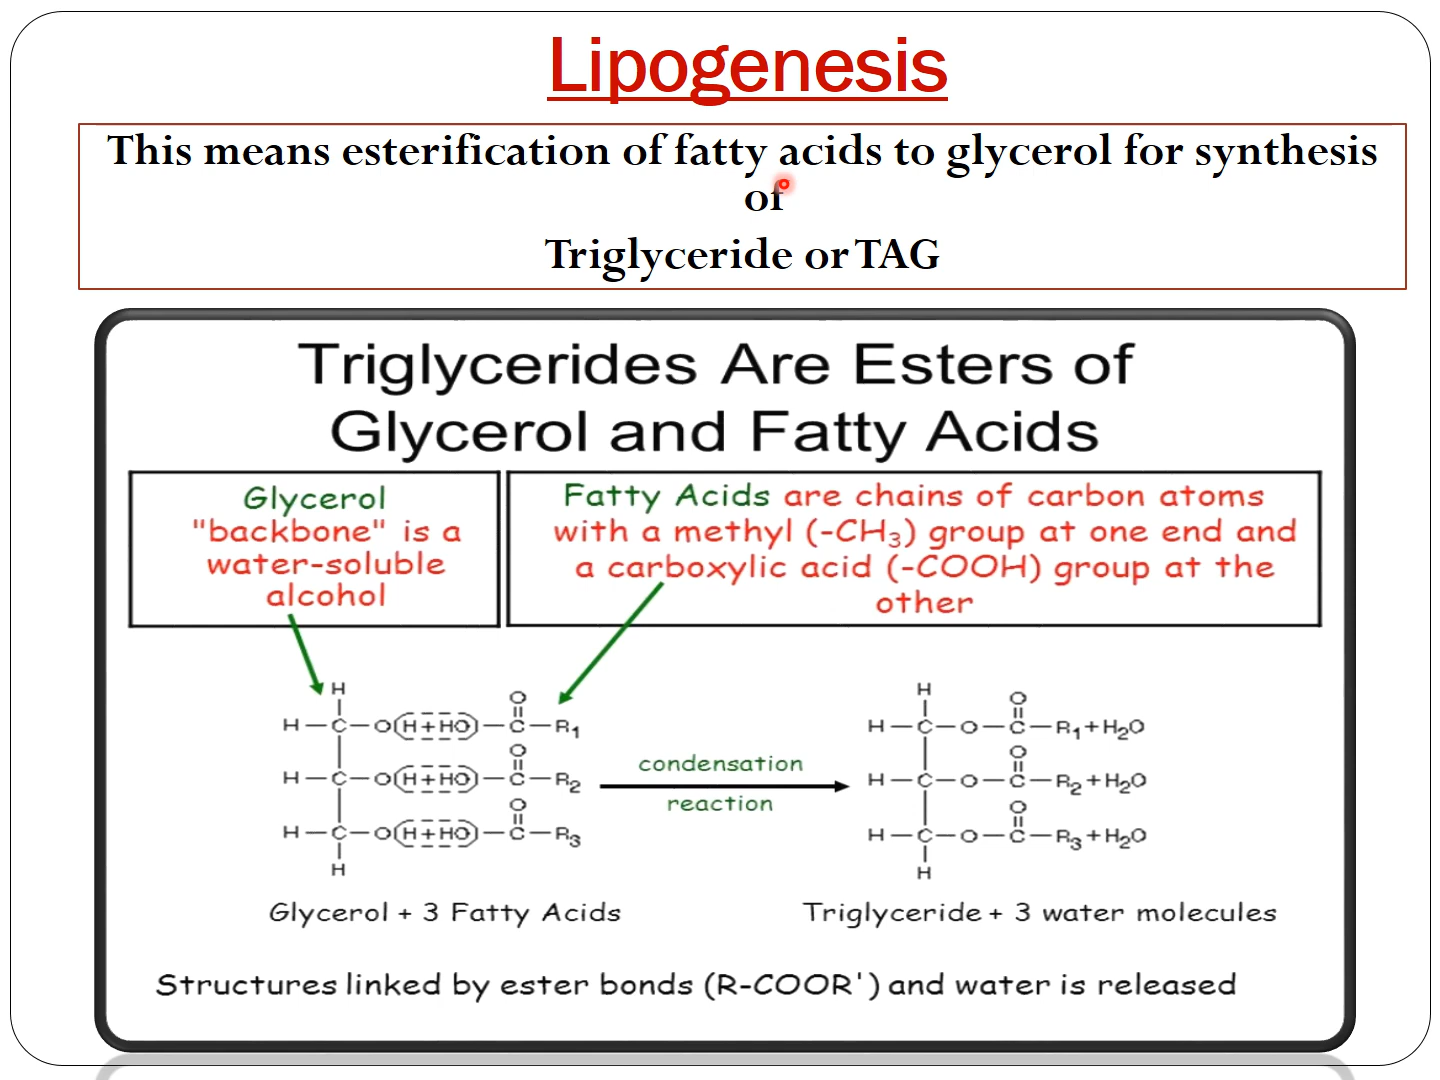 Lipogenesis
This means esterification of fatty acids to glycerol for synthesis
of
Triglyceride or TAG
Triglycerides Are Esters of
Glycerol and Fatty Acids
Glycerol
"backbone" is a
water-soluble
alcohol
Fatty Acids are chains of carbon atoms
with a methyl (-CH₃) group at one end and
a carboxylic acid (-COOH) group at the
other
H O
H—C—O(H+HO)—C—R₁
O
H—C—O(H+HO)—C—R₂
O
H—C—O(H+HO)—C—R₃
H
condensation
reaction
H O
H—C—O—C—R₁+H₂O
O
H—C—O—C—R₂+H₂O
O
H—C—O—C—R₃+H₂O
H
Glycerol + 3 Fatty Acids
Triglyceride + 3 water molecules
Structures linked by ester bonds (R-COOR') and water is released